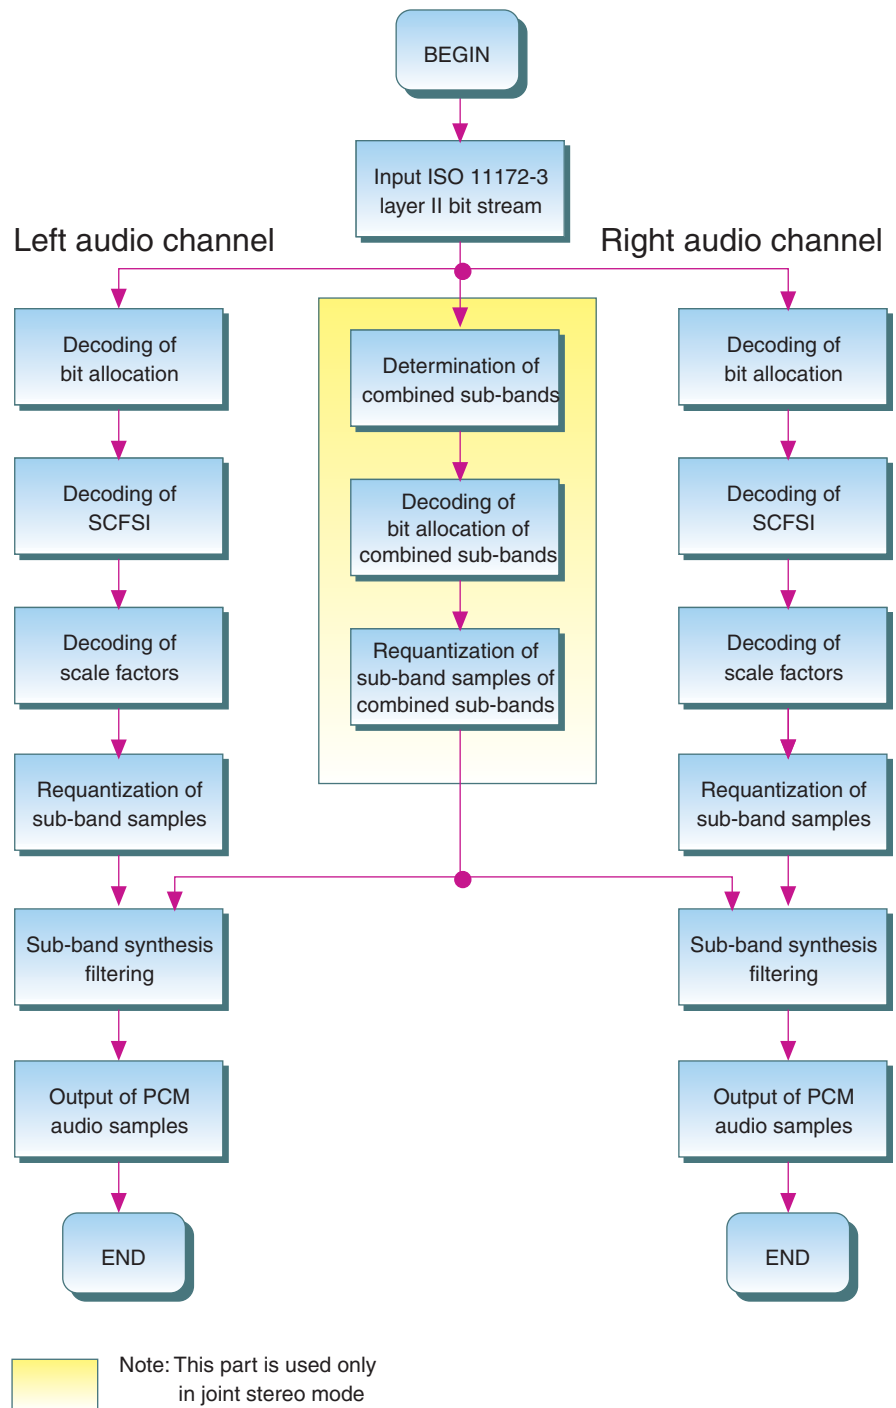 BEGIN
Input ISO 11172-3
layer II bit stream
Left audio channel
Right audio channel
Decoding of
bit allocation
Decoding of
SCFSI
Decoding of
scale factors
Requantization of
sub-band samples
Sub-band synthesis
filtering
Output of PCM
audio samples
END
Determination of
combined sub-bands
Decoding of
bit allocation of
combined sub-bands
Requantization of
sub-band samples of
combined sub-bands
Decoding of
bit allocation
Decoding of
SCFSI
Decoding of
scale factors
Requantization of
sub-band samples
Sub-band synthesis
filtering
Output of PCM
audio samples
END
Note: This part is used only
in joint stereo mode